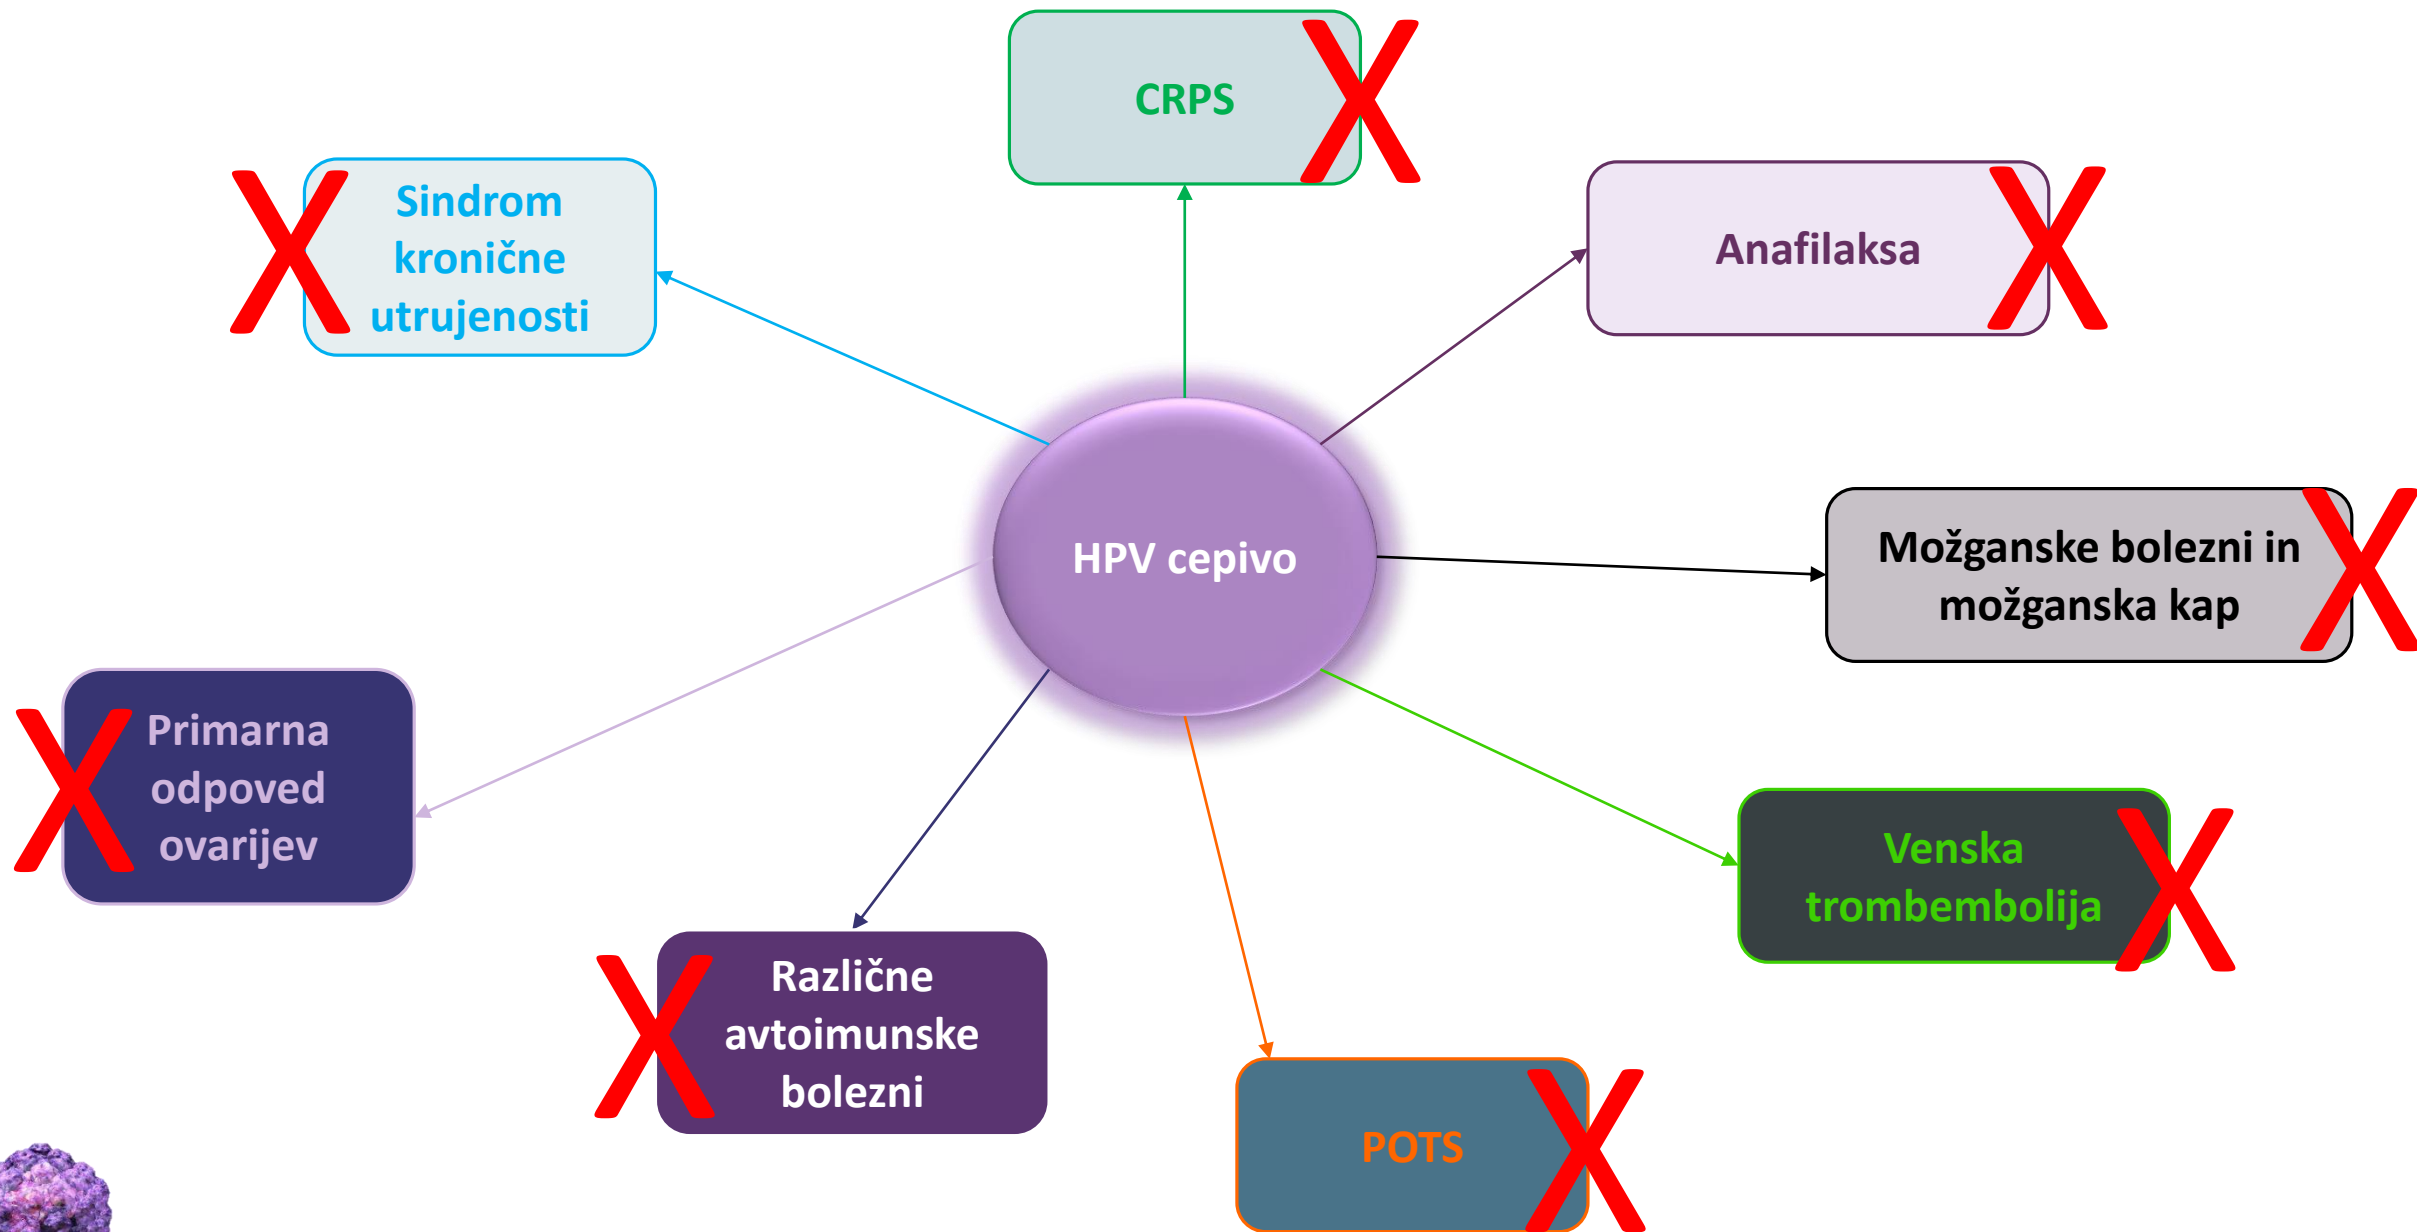 CRPS
Sindrom
kronične
utrujenosti
Anafilaksa
HPV cepivo
Možganske bolezni in
možganska kap
Primarna
odpoved
ovarijev
Venska
trombembolija
Različne
avtoimunske
bolezni
POTS
X
X
X
X
X
X
X
X